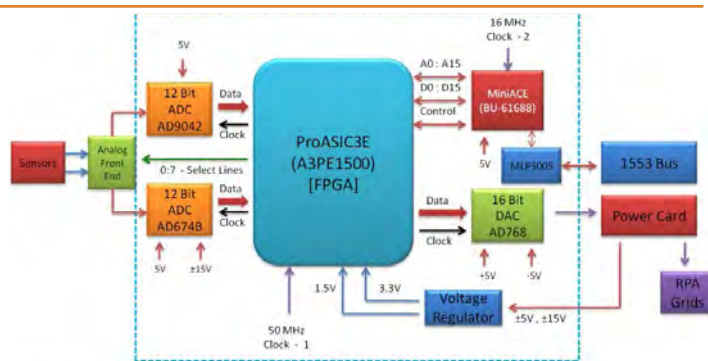 16 MHz
Clock - 2
5V
A0 : A15
12 Bit
ADC
AD9042
Data
Clock
ProASIC3E
(A3PE1500)
[FPGA]
D0 : D15
Control
MiniACE
(BU-61688)
5V
MLP3005
1553 Bus
Sensors
Analog
Front
End
0:7 - Select Lines
12 Bit
ADC
AD674B
Data
Clock
5V
±15V
Data
Clock
16 Bit
DAC
AD768
+5V
-5V
Power Card
RPA
Grids
1.5V
3.3V
Voltage
Regulator
±5V , ±15V
50 MHz
Clock - 1